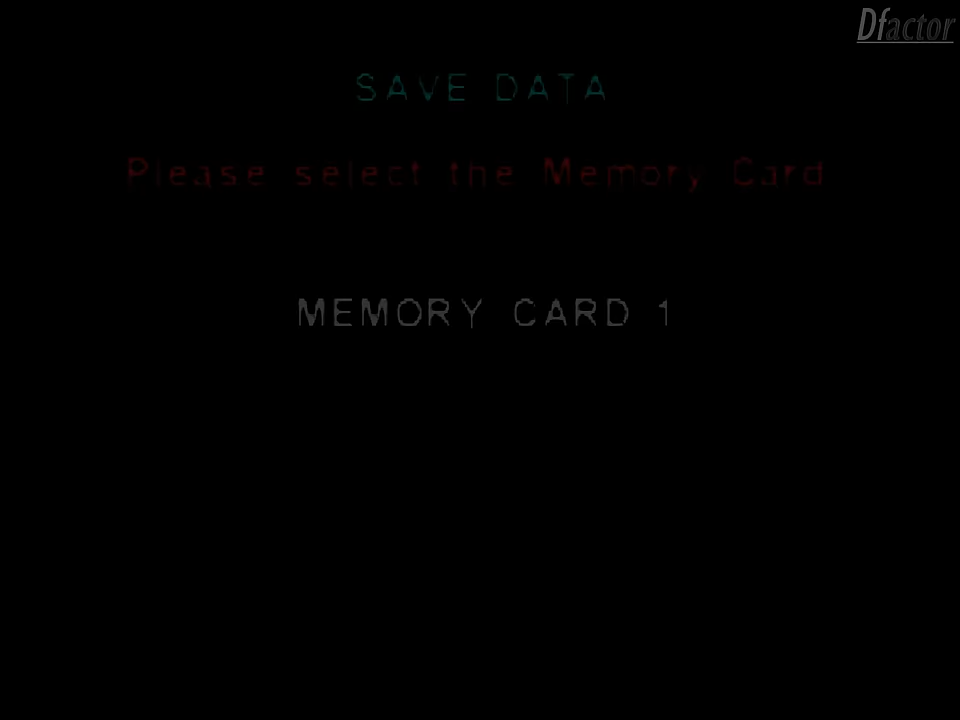 Dfactor
SAVE DATA
Please select the Memory Card
MEMORY CARD 1